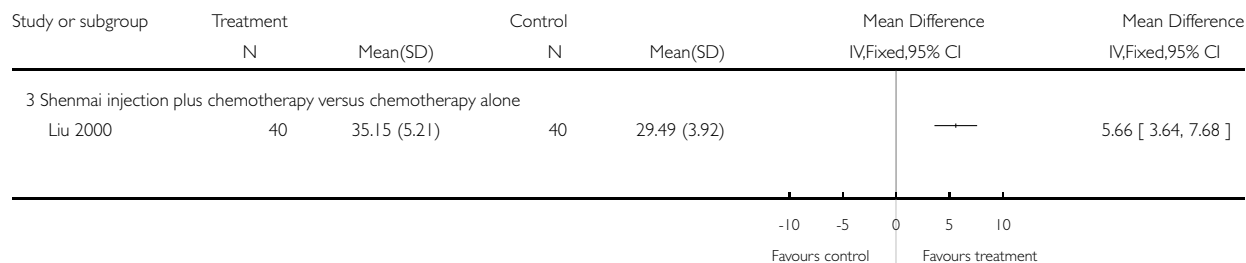 Study or subgroup Treatment Control Mean Difference Mean Difference
N Mean(SD) N Mean(SD) IV,Fixed,95% CI IV,Fixed,95% CI
3 Shenmai injection plus chemotherapy versus chemotherapy alone
Liu 2000 40 35.15 (5.21) 40 29.49 (3.92) 5.66 [ 3.64, 7.68 ]
-10 -5 0 5 10
Favours control Favours treatment